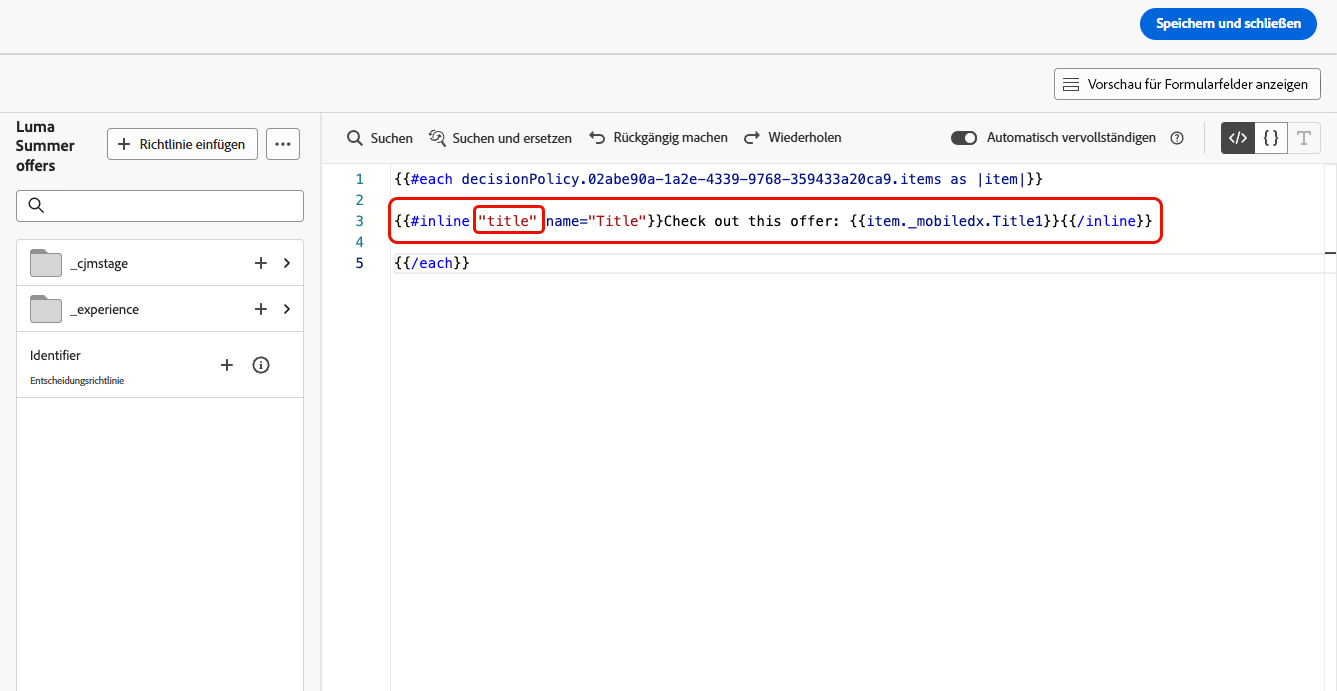 Speichern und schließen
Vorschau für Formularfelder anzeigen
Luma
Summer
offers
Richtlinie einfügen
Suchen
Suchen und ersetzen
Rückgängig machen
Wiederholen
Automatisch vervollständigen
</>
{ }
T
_cjmstage
_experience
Identifier
Entscheidungsrichtlinie
1 {{#each decisionPolicy.02abe90a-1a2e-4339-9768-359433a20ca9.items as |item|}}
2
3 {{#inline "title" name="Title"}}Check out this offer: {{item._mobiledx.Title1}}{{/inline}}
4
5 {{/each}}